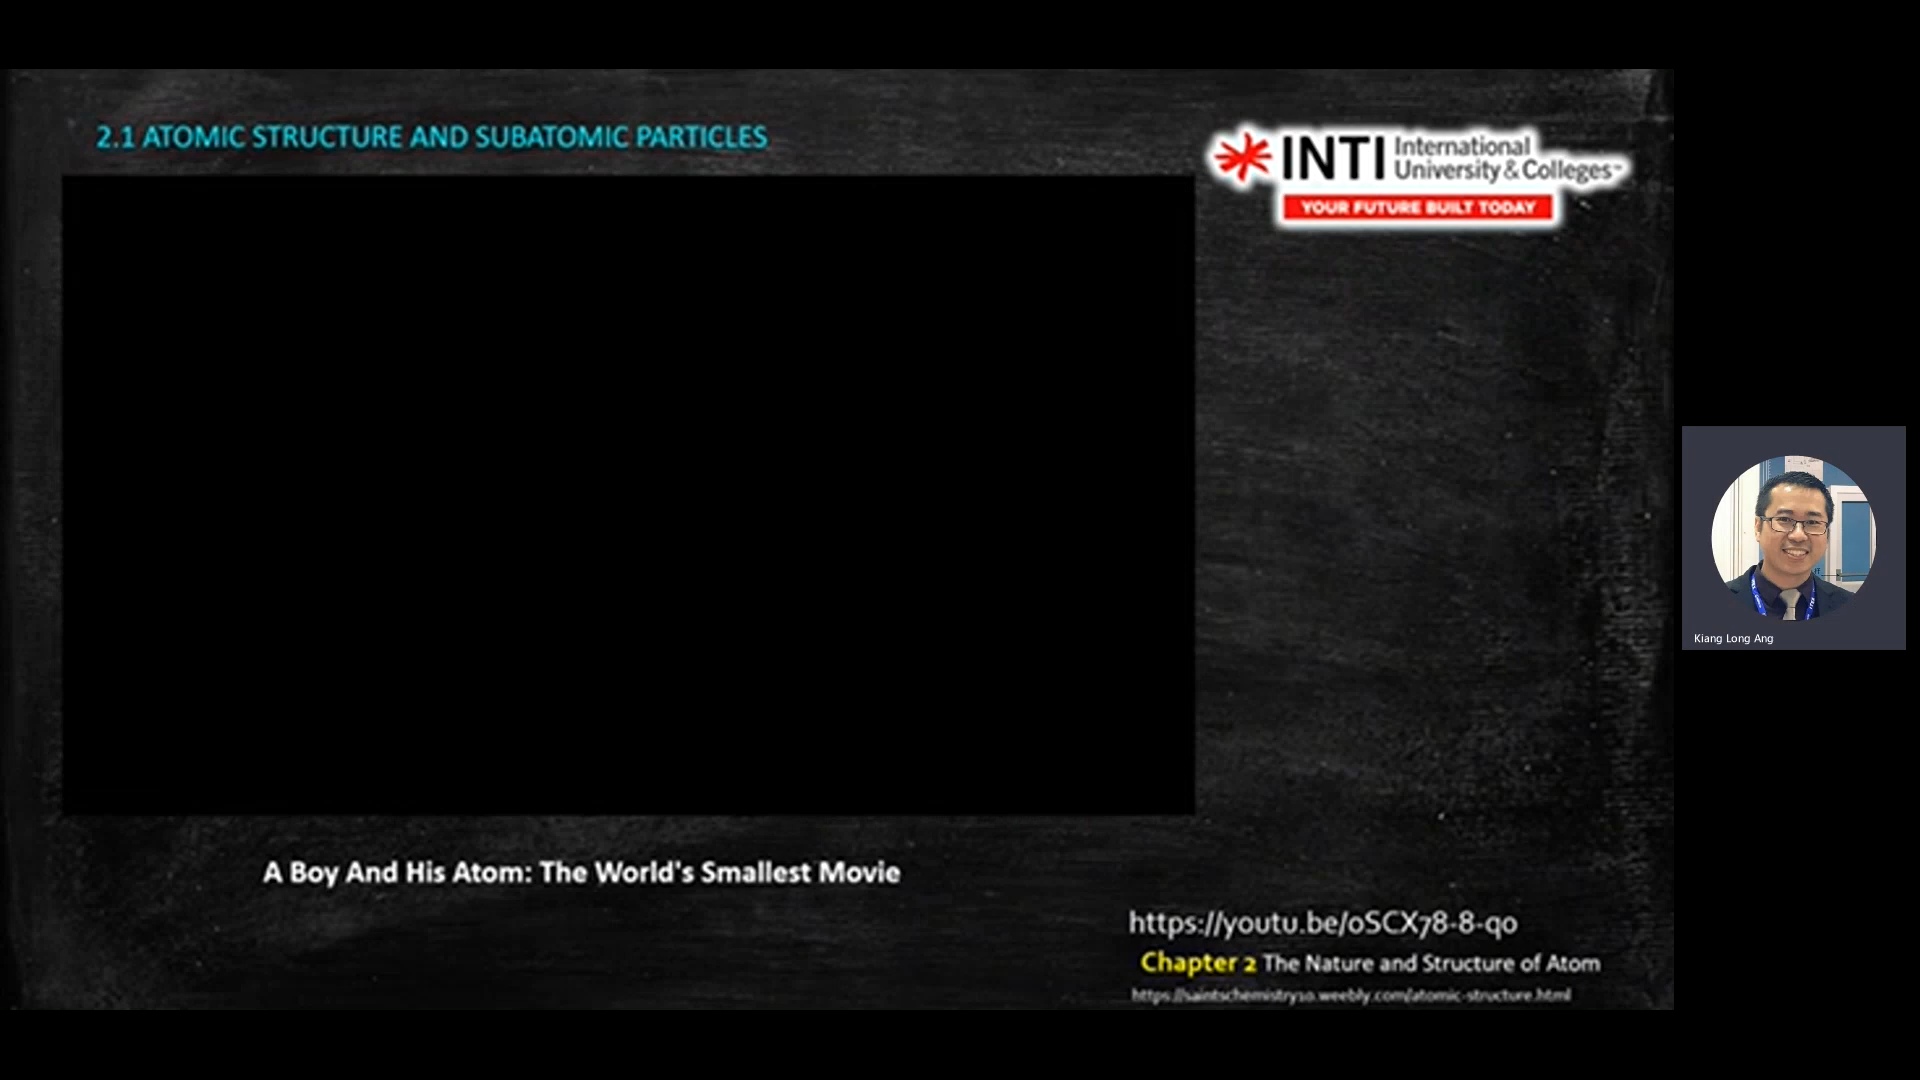 2.1 ATOMIC STRUCTURE AND SUBATOMIC PARTICLES
INTI International
University & Colleges
YOUR FUTURE BUILT TODAY
Kiang Long Ang
A Boy And His Atom: The World's Smallest Movie
https://youtu.be/oSCX78-8-qo
Chapter 2 The Nature and Structure of Atom
https://saintschemistry10.weebly.com/atomic-structure.html